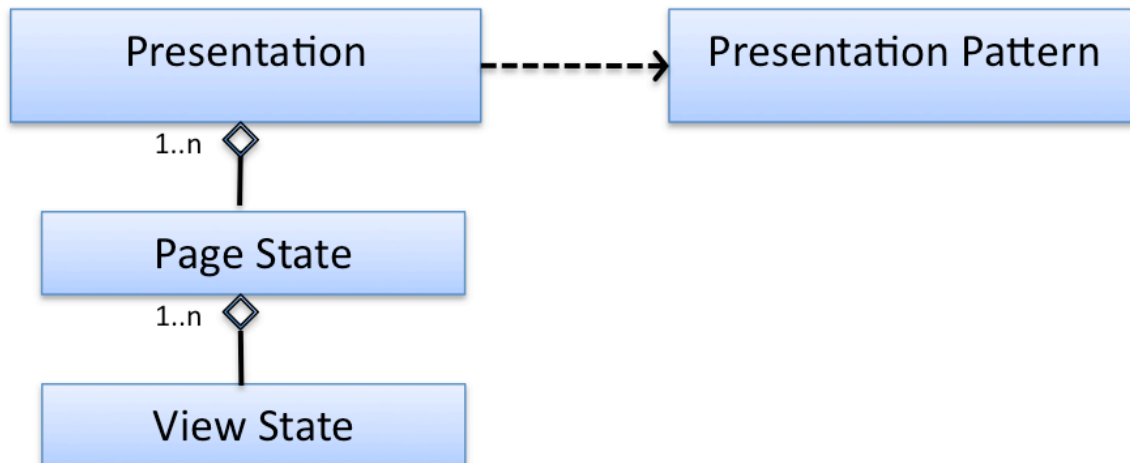 Presentation
Presentation Pattern
1..n
Page State
1..n
View State